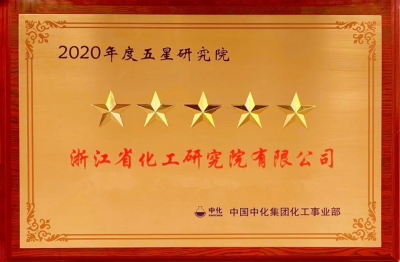 2020年度五星研究院
浙江省化工研究院有限公司
中化 中国中化集团化工事业部